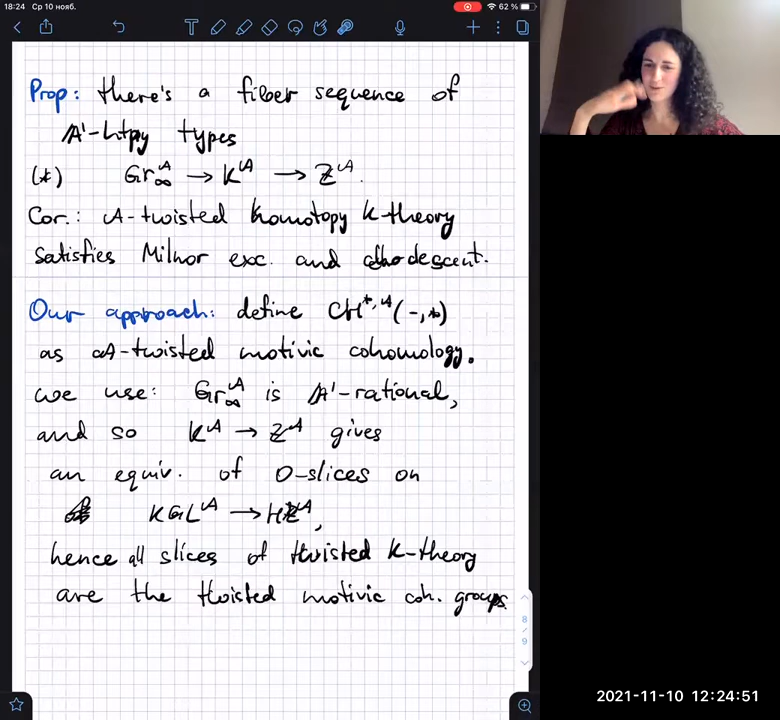 18:24 Ср 10 нояб.
62 %
Prop: there's a fiber sequence of
A¹-htpy types
(*) Gr∞^A → K^A → Z^A.
Cor.: A-twisted homotopy K-theory
satisfies Milnor exc. and cdh descent.
Our approach: define CH^{*,A}(-,*)
as A-twisted motivic cohomology.
we use: Gr∞^A is A¹-rational,
and so K^A → Z^A gives
an equiv. of 0-slices on
KGL^A → HZ^A,
hence all slices of twisted K-theory
are the twisted motivic coh. groups.
8
/
9
2021-11-10 12:24:51